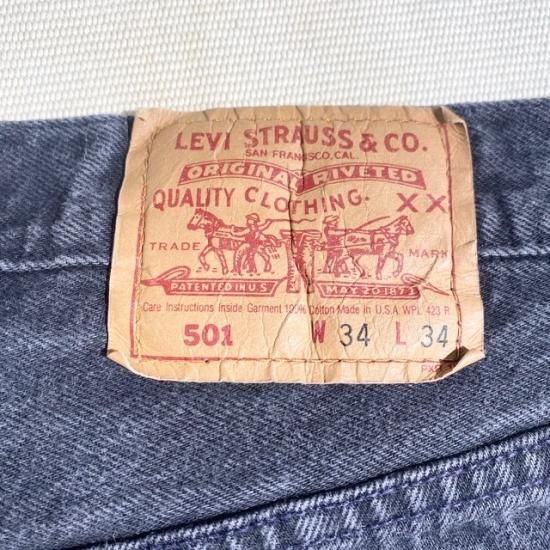 LEVI STRAUSS & CO.
SAN FRANCISCO, CAL.
ORIGINAL RIVETED
QUALITY CLOTHING. XX
TRADE MARK
PATENTED IN U.S. MAY 20 1873
Care Instructions Inside Garment 100% Cotton Made in U.S.A. WPL 423 R
501 W 34 L 34